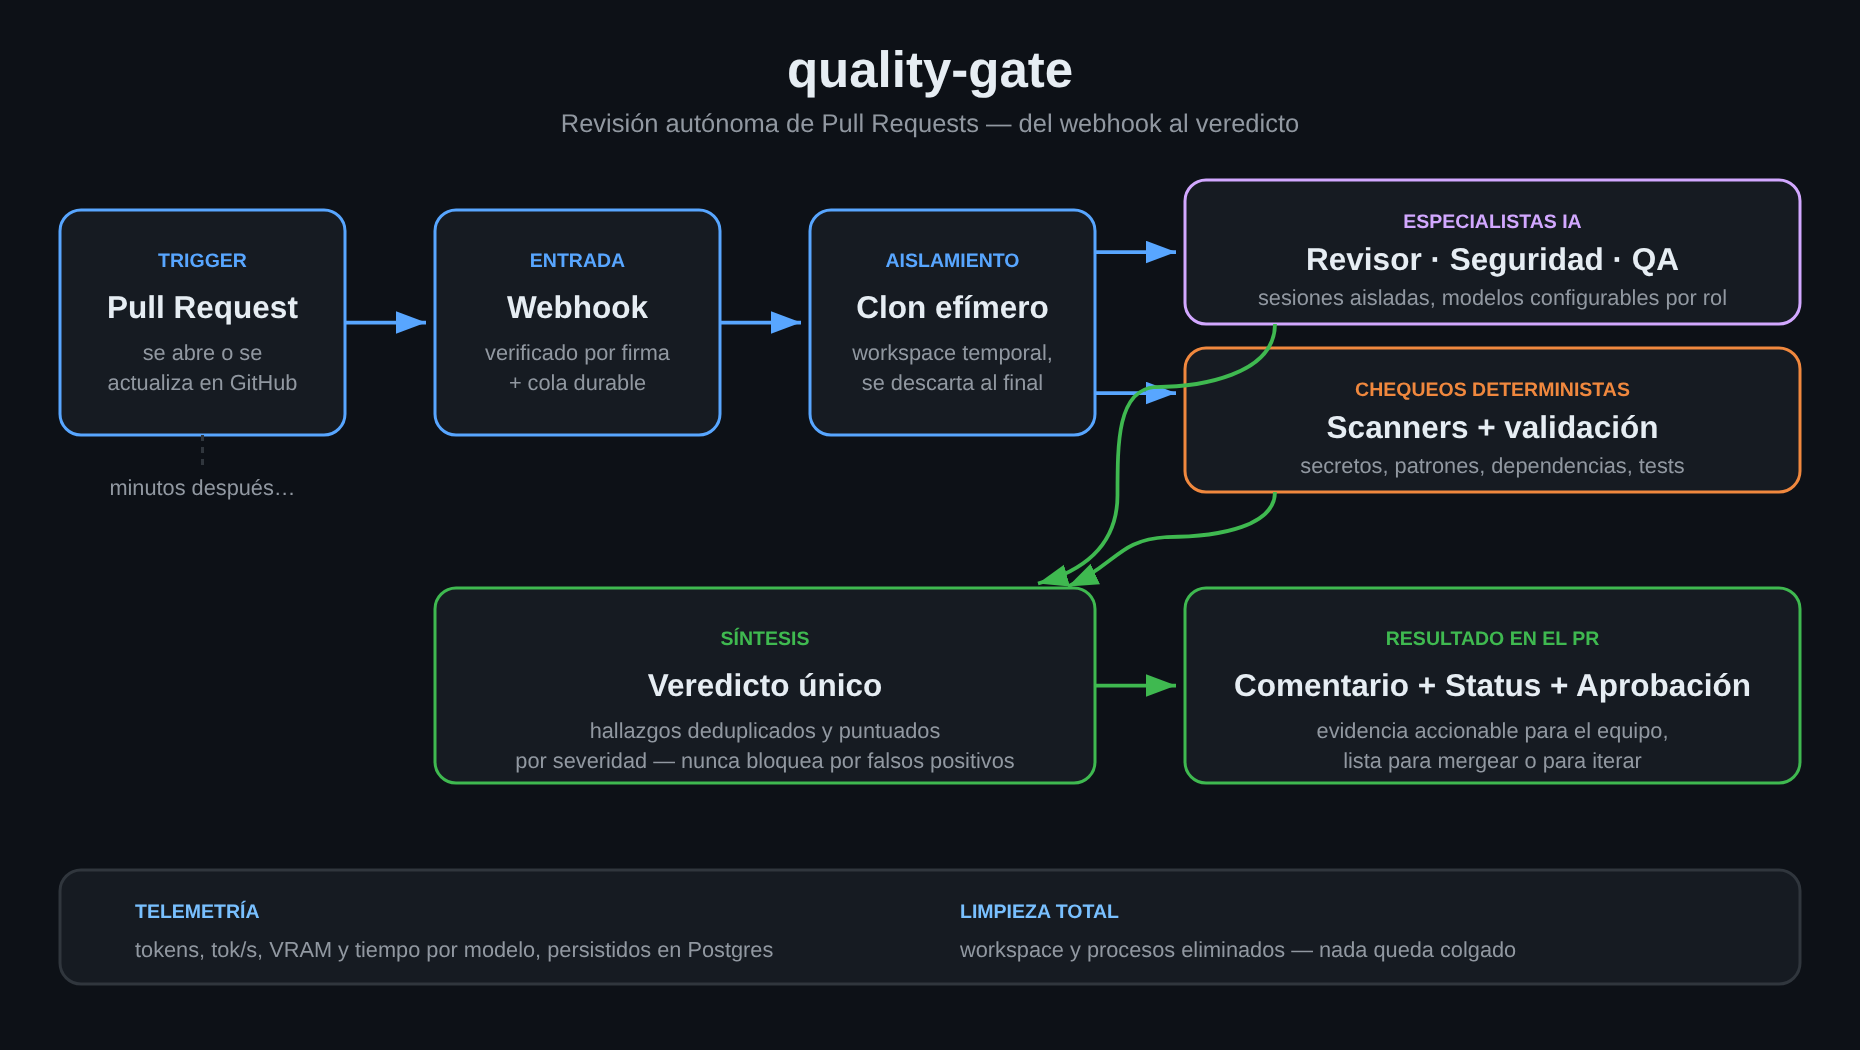 quality-gate
Revisión autónoma de Pull Requests — del webhook al veredicto
TRIGGER
Pull Request
se abre o se
actualiza en GitHub
minutos después…
ENTRADA
Webhook
verificado por firma
+ cola durable
AISLAMIENTO
Clon efímero
workspace temporal,
se descarta al final
ESPECIALISTAS IA
Revisor · Seguridad · QA
sesiones aisladas, modelos configurables por rol
CHEQUEOS DETERMINISTAS
Scanners + validación
secretos, patrones, dependencias, tests
SÍNTESIS
Veredicto único
hallazgos deduplicados y puntuados
por severidad — nunca bloquea por falsos positivos
RESULTADO EN EL PR
Comentario + Status + Aprobación
evidencia accionable para el equipo,
lista para mergear o para iterar
TELEMETRÍA
tokens, tok/s, VRAM y tiempo por modelo, persistidos en Postgres
LIMPIEZA TOTAL
workspace y procesos eliminados — nada queda colgado